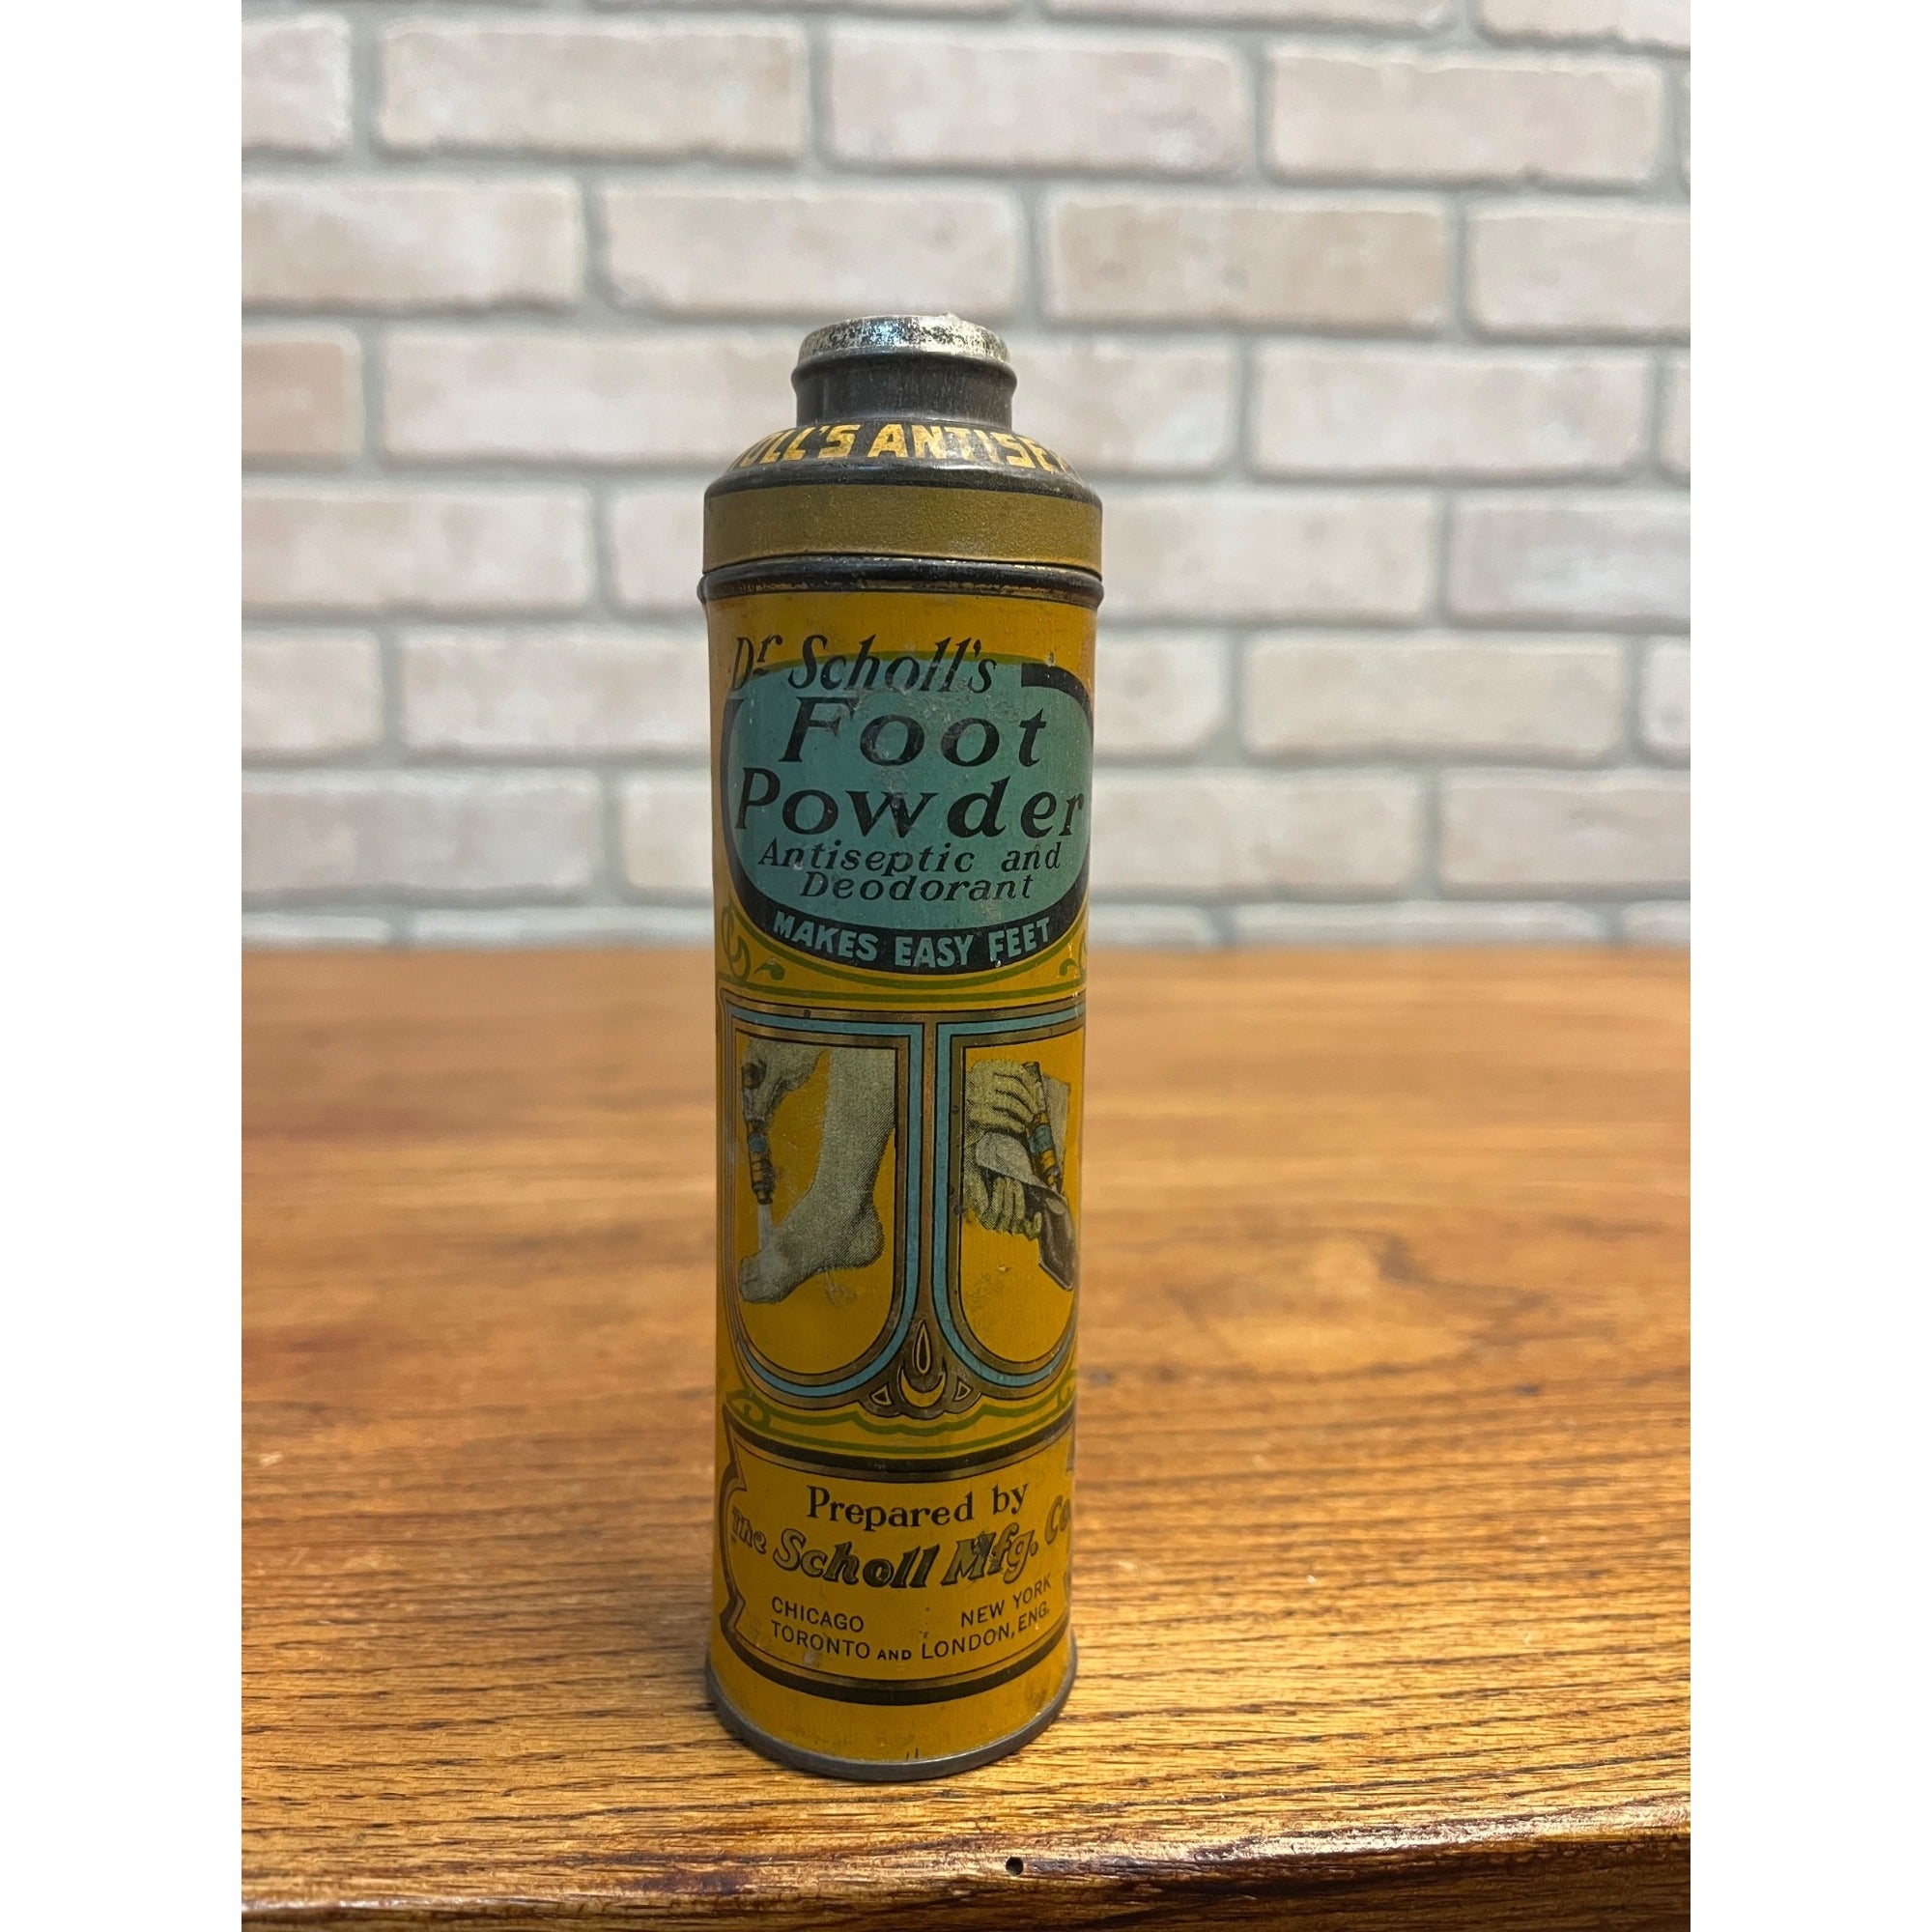 ANTISE
Dr Scholl's
Foot
Powder
Antiseptic and
Deodorant
MAKES EASY FEET
Prepared by
The Scholl Mfg. Co.
CHICAGO NEW YORK
TORONTO AND LONDON, ENG.